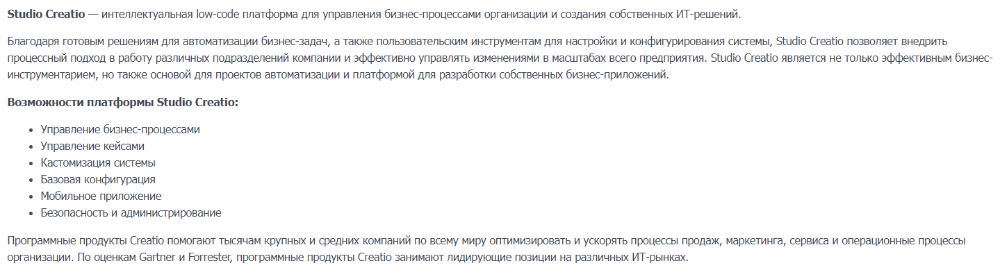 Studio Creatio — интеллектуальная low-code платформа для управления бизнес-процессами организации и создания собственных ИТ-решений.
Благодаря готовым решениям для автоматизации бизнес-задач, а также пользовательским инструментам для настройки и конфигурирования системы, Studio Creatio позволяет внедрить
процессный подход в работу различных подразделений компании и эффективно управлять изменениями в масштабах всего предприятия. Studio Creatio является не только эффективным бизнес-
инструментарием, но также основой для проектов автоматизации и платформой для разработки собственных бизнес-приложений.
Возможности платформы Studio Creatio:
• Управление бизнес-процессами
• Управление кейсами
• Кастомизация системы
• Базовая конфигурация
• Мобильное приложение
• Безопасность и администрирование
Программные продукты Creatio помогают тысячам крупных и средних компаний по всему миру оптимизировать и ускорять процессы продаж, маркетинга, сервиса и операционные процессы
организации. По оценкам Gartner и Forrester, программные продукты Creatio занимают лидирующие позиции на различных ИТ-рынках.